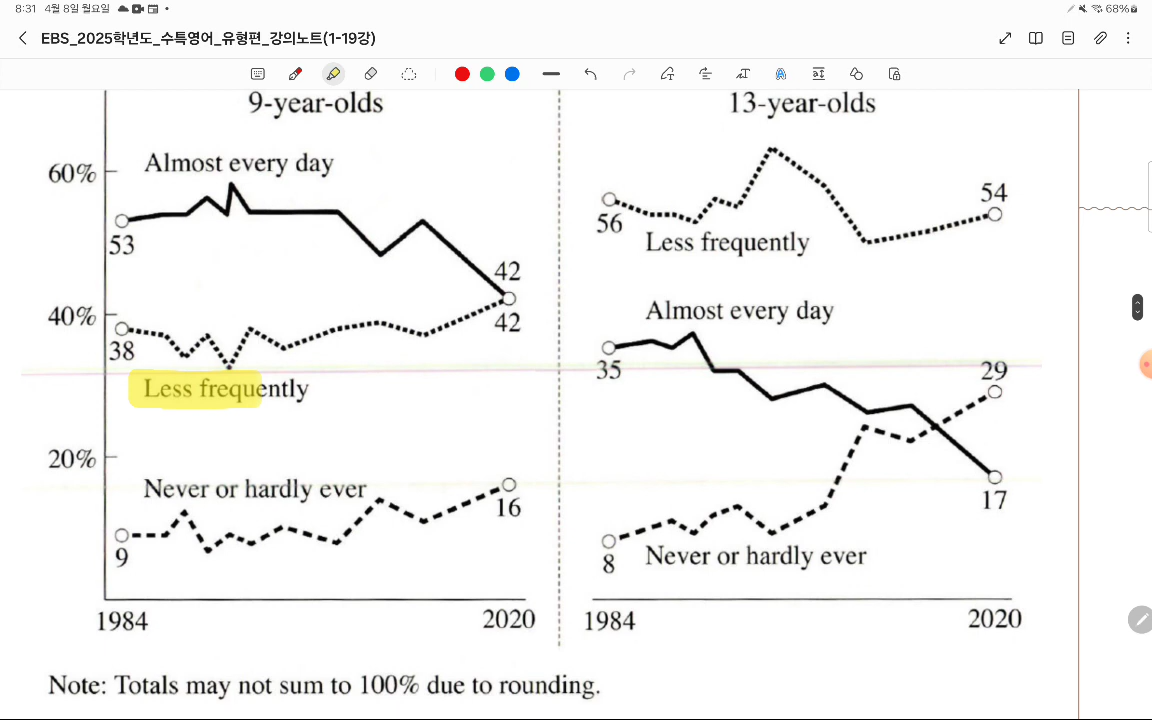 8:31 4월 8일 월요일
68%
EBS_2025학년도_수특영어_유형편_강의노트(1-19강)
9-year-olds
13-year-olds
60%
40%
20%
Almost every day
53
42
38
42
Less frequently
Never or hardly ever
9
16
1984
2020
56
54
Less frequently
Almost every day
35
29
17
8
Never or hardly ever
1984
2020
Note: Totals may not sum to 100% due to rounding.